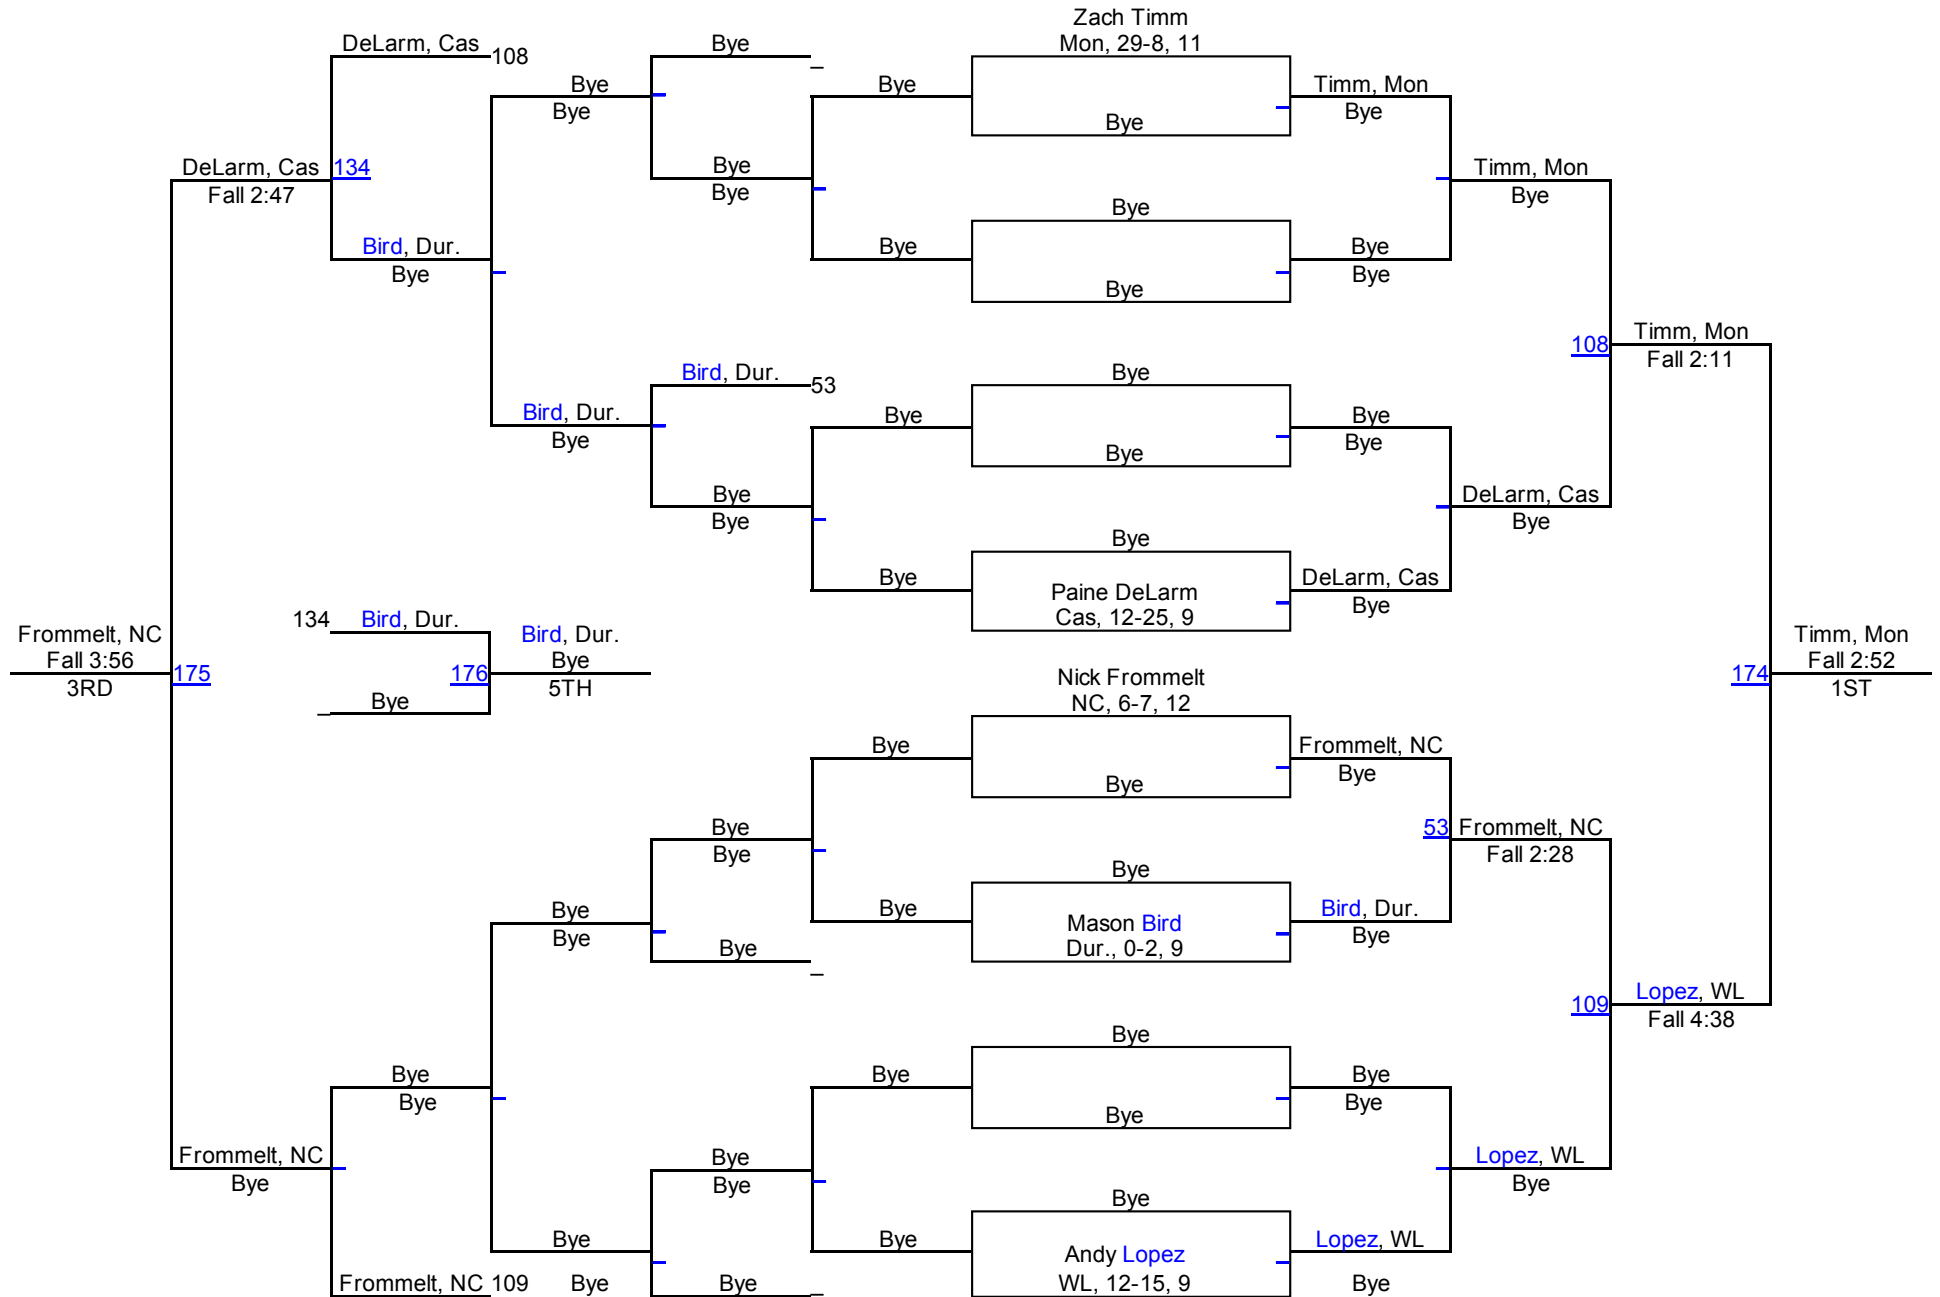 Zach Timm
DeLarm, Cas
Bye
Mon, 29-8, 11
108
_
Bye
Bye
Timm, Mon
Bye
Bye
Bye
DeLarm, Cas
134
Bye
Timm, Mon
Fall 2:47
Bye
Bye
Bye
Bird, Dur.
Bye
Bye
Bye
Bye
Bye
Timm, Mon
108
Fall 2:11
Bird, Dur.
53
Bye
Bird, Dur.
Bye
Bye
Bye
Bye
Bye
Bye
DeLarm, Cas
Bye
Bye
Bye
Bye
Paine DeLarm
DeLarm, Cas
Cas, 12-25, 9
Bye
134
Bird, Dur.
Frommelt, NC
Bird, Dur.
Timm, Mon
Fall 3:56
Bye
Fall 2:52
175
176
174
3RD
5TH
1ST
_
Bye
Nick Frommelt
NC, 6-7, 12
Bye
Frommelt, NC
Bye
Bye
Bye
53
Frommelt, NC
Bye
Fall 2:28
Bye
Bye
Bye
Bird, Dur.
Bye
Mason Bird
Bye
Bye
Dur., 0-2, 9
_
109
Lopez, WL
Fall 4:38
Bye
Bye
Bye
Bye
Bye
Bye
Bye
Frommelt, NC
Bye
Lopez, WL
Bye
Bye
Bye
Bye
Bye
Bye
Lopez, WL
Andy Lopez
Frommelt, NC
109
Bye
Bye
_
WL, 12-15, 9
Bye